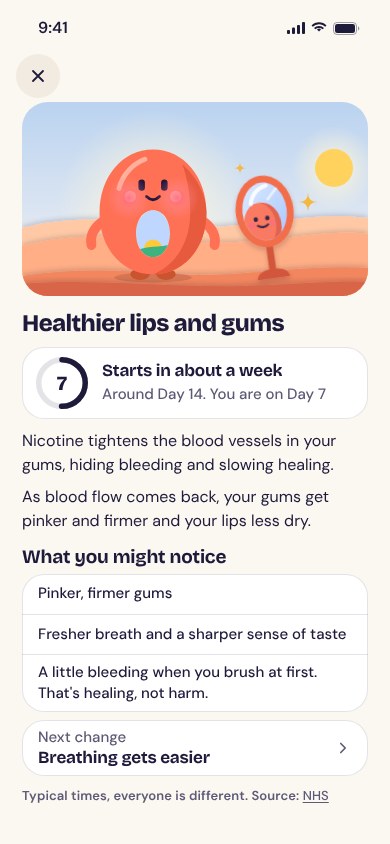 9:41
Healthier lips and gums
7
Starts in about a week
Around Day 14. You are on Day 7
Nicotine tightens the blood vessels in your
gums, hiding bleeding and slowing healing.
As blood flow comes back, your gums get
pinker and firmer and your lips less dry.
What you might notice
Pinker, firmer gums
Fresher breath and a sharper sense of taste
A little bleeding when you brush at first.
That's healing, not harm.
Next change
Breathing gets easier
Typical times, everyone is different. Source: NHS